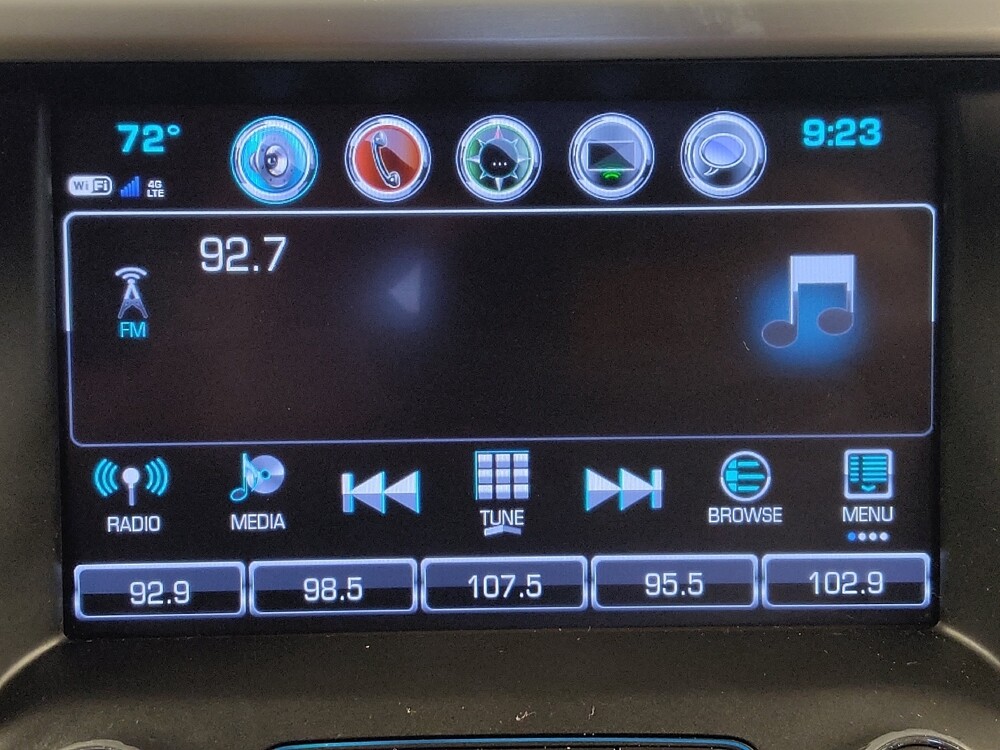 72° 9:23
WiFi 4G
LTE
92.7
FM
RADIO MEDIA TUNE BROWSE MENU
92.9 98.5 107.5 95.5 102.9